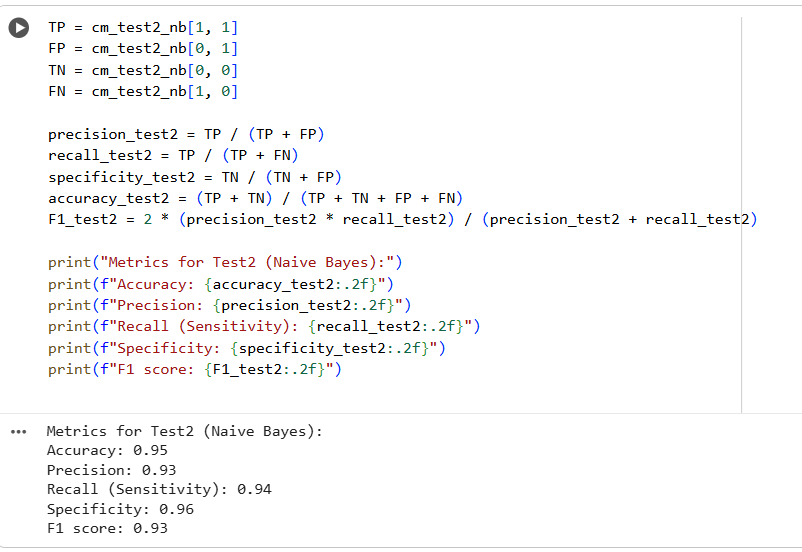 TP = cm_test2_nb[1, 1]
FP = cm_test2_nb[0, 1]
TN = cm_test2_nb[0, 0]
FN = cm_test2_nb[1, 0]
precision_test2 = TP / (TP + FP)
recall_test2 = TP / (TP + FN)
specificity_test2 = TN / (TN + FP)
accuracy_test2 = (TP + TN) / (TP + TN + FP + FN)
F1_test2 = 2 * (precision_test2 * recall_test2) / (precision_test2 + recall_test2)
print("Metrics for Test2 (Naive Bayes):")
print(f"Accuracy: {accuracy_test2:.2f}")
print(f"Precision: {precision_test2:.2f}")
print(f"Recall (Sensitivity): {recall_test2:.2f}")
print(f"Specificity: {specificity_test2:.2f}")
print(f"F1 score: {F1_test2:.2f}")
Metrics for Test2 (Naive Bayes):
Accuracy: 0.95
Precision: 0.93
Recall (Sensitivity): 0.94
Specificity: 0.96
F1 score: 0.93